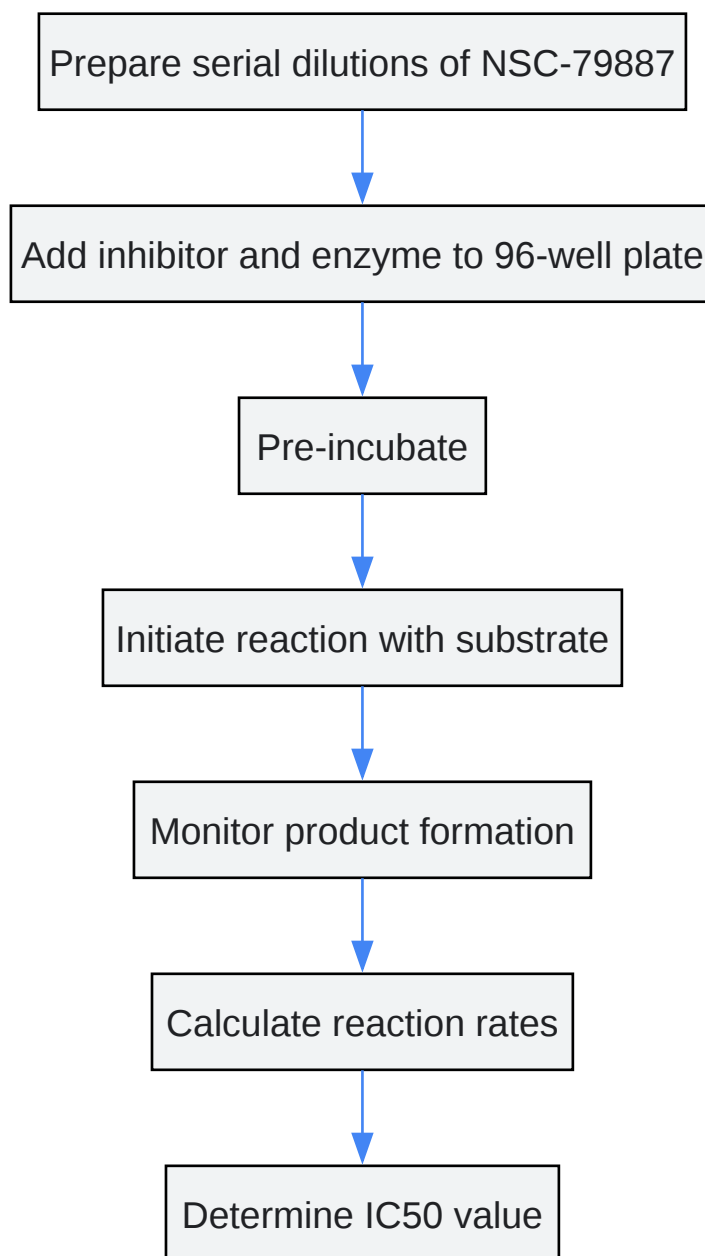 Prepare serial dilutions of NSC-79887
Add inhibitor and enzyme to 96-well plate
Pre-incubate
Initiate reaction with substrate
Monitor product formation
Calculate reaction rates
Determine IC50 value